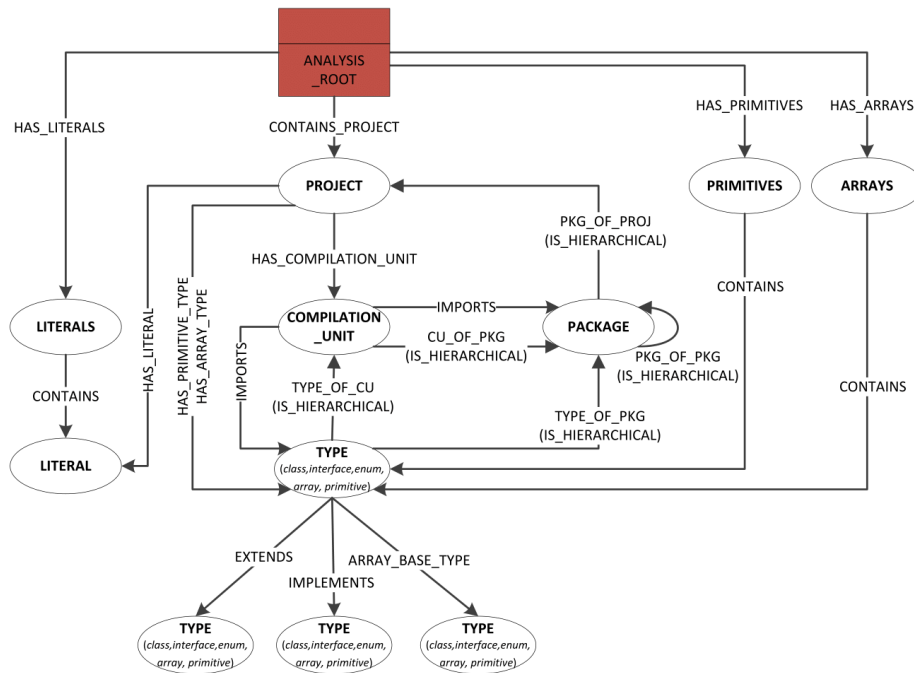 ANALYSIS
_ROOT
HAS_LITERALS
CONTAINS_PROJECT
HAS_PRIMITIVES
HAS_ARRAYS
PROJECT
PRIMITIVES
ARRAYS
PKG_OF_PROJ
(IS_HIERARCHICAL)
HAS_COMPILATION_UNIT
CONTAINS
LITERALS
HAS_LITERAL
HAS_PRIMITIVE_TYPE
HAS_ARRAY_TYPE
COMPILATION
_UNIT
IMPORTS
PACKAGE
CU_OF_PKG
(IS_HIERARCHICAL)
PKG_OF_PKG
(IS_HIERARCHICAL)
IMPORTS
CONTAINS
TYPE_OF_CU
(IS_HIERARCHICAL)
TYPE_OF_PKG
(IS_HIERARCHICAL)
CONTAINS
LITERAL
TYPE
(class,interface,enum,
array, primitive)
EXTENDS
IMPLEMENTS
ARRAY_BASE_TYPE
TYPE
(class,interface,enum,
array, primitive)
TYPE
(class,interface,enum,
array, primitive)
TYPE
(class,interface,enum,
array, primitive)